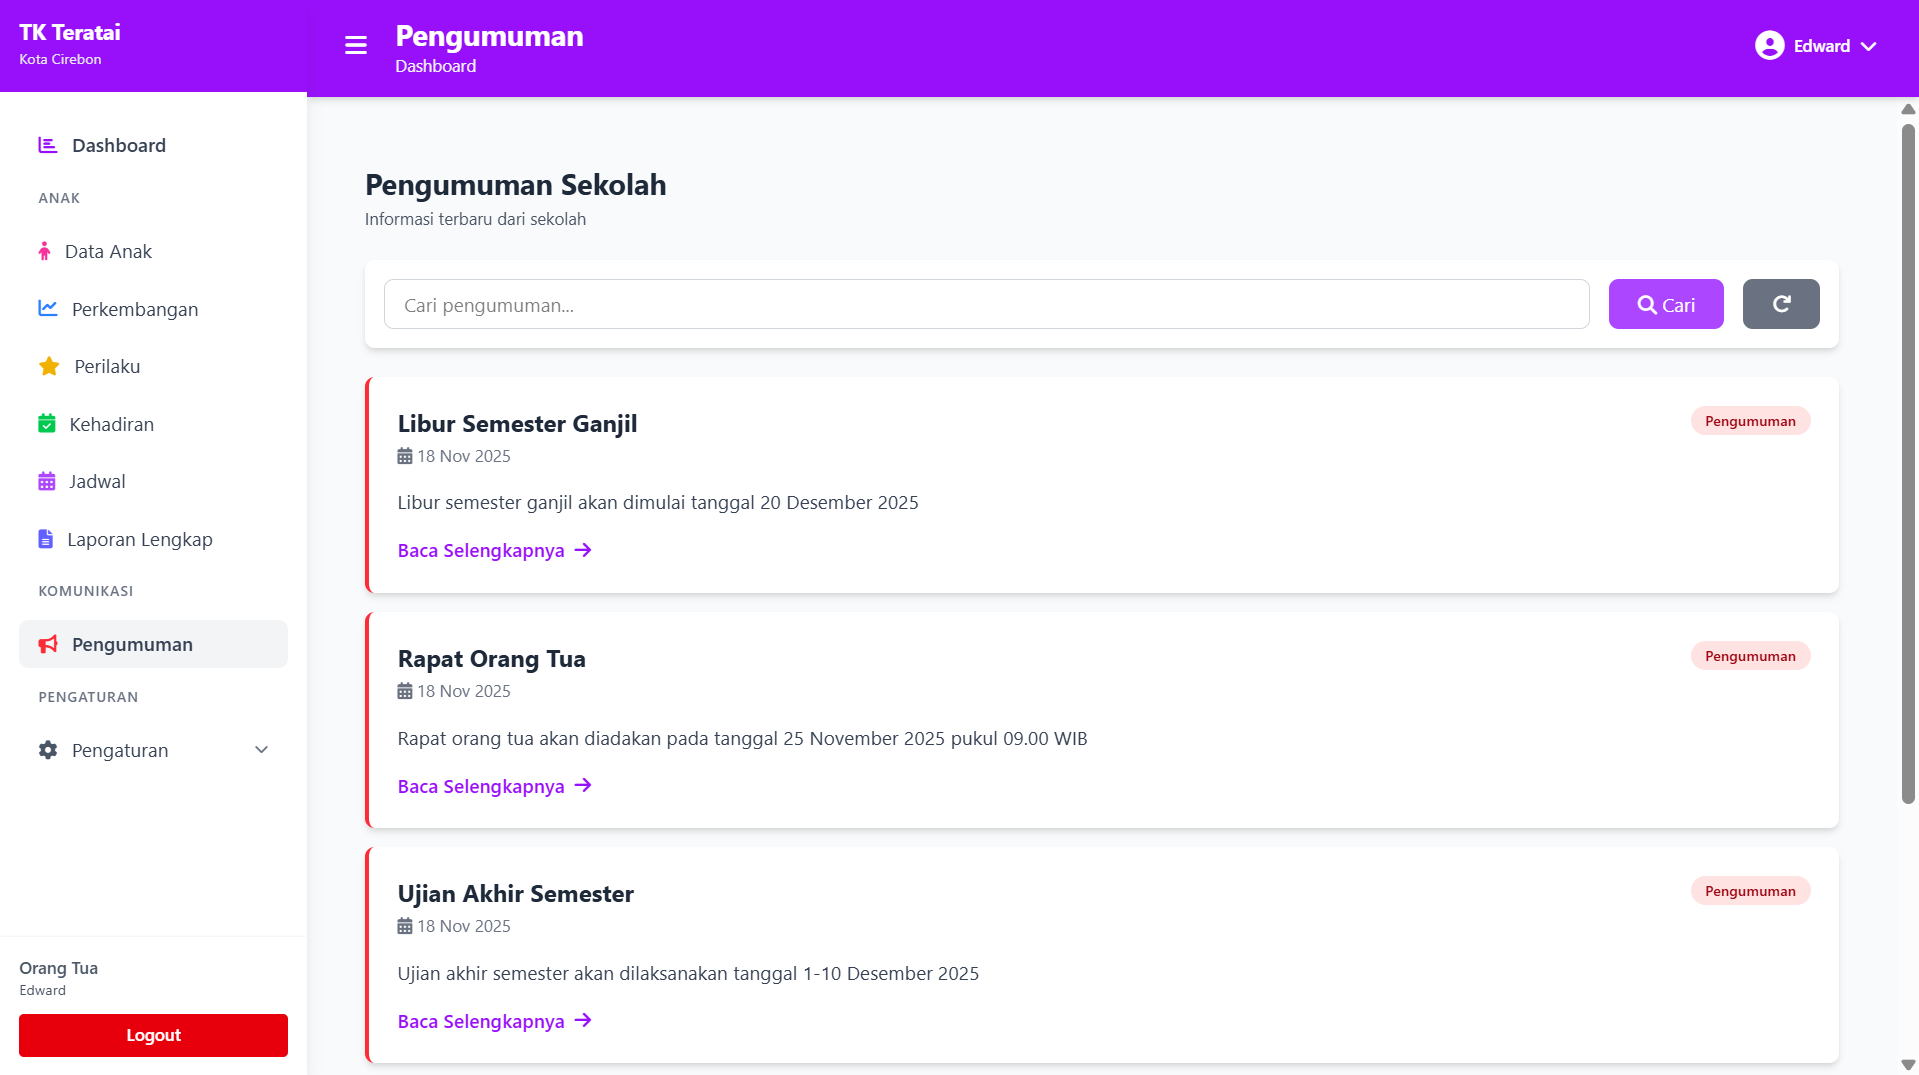 TK Teratai
Kota Cirebon
Pengumuman
Dashboard
Edward
Dashboard
ANAK
Data Anak
Perkembangan
Perilaku
Kehadiran
Jadwal
Laporan Lengkap
KOMUNIKASI
Pengumuman
PENGATURAN
Pengaturan
Orang Tua
Edward
Logout
Pengumuman Sekolah
Informasi terbaru dari sekolah
Cari pengumuman...
Cari
Libur Semester Ganjil
Pengumuman
18 Nov 2025
Libur semester ganjil akan dimulai tanggal 20 Desember 2025
Baca Selengkapnya
Rapat Orang Tua
Pengumuman
18 Nov 2025
Rapat orang tua akan diadakan pada tanggal 25 November 2025 pukul 09.00 WIB
Baca Selengkapnya
Ujian Akhir Semester
Pengumuman
18 Nov 2025
Ujian akhir semester akan dilaksanakan tanggal 1-10 Desember 2025
Baca Selengkapnya